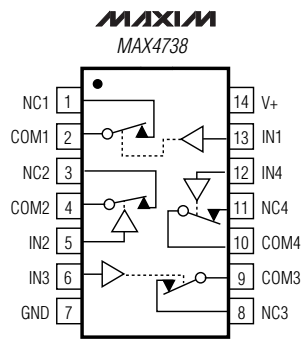 MAXIM
MAX4738
NC1 1
COM1 2
NC2 3
COM2 4
IN2 5
IN3 6
GND 7
14 V+
13 IN1
12 IN4
11 NC4
10 COM4
9 COM3
8 NC3